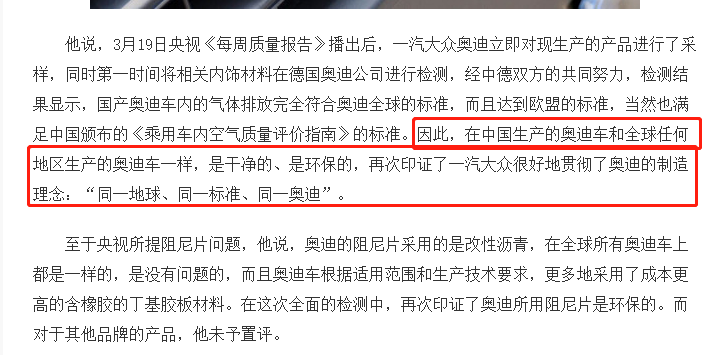 他说，3月19日央视《每周质量报告》播出后，一汽大众奥迪立即对现生产的产品进行了采
样，同时第一时间将相关内饰材料在德国奥迪公司进行检测，经中德双方的共同努力，检测结
果显示，国产奥迪车内的气体排放完全符合奥迪全球的标准，而且达到欧盟的标准，当然也满
足中国颁布的《乘用车内空气质量评价指南》的标准。因此，在中国生产的奥迪车和全球任何
地区生产的奥迪车一样，是干净的、是环保的，再次印证了一汽大众很好地贯彻了奥迪的制造
理念：“同一地球、同一标准、同一奥迪”。
至于央视所提阻尼片问题，他说，奥迪的阻尼片采用的是改性沥青，在全球所有奥迪车上
都是一样的，是没有问题的，而且奥迪车根据适用范围和生产技术要求，更多地采用了成本更
高的含橡胶的丁基胶板材料。在这次全面的检测中，再次印证了奥迪所用阻尼片是环保的。而
对于其他品牌的产品，他未予置评。